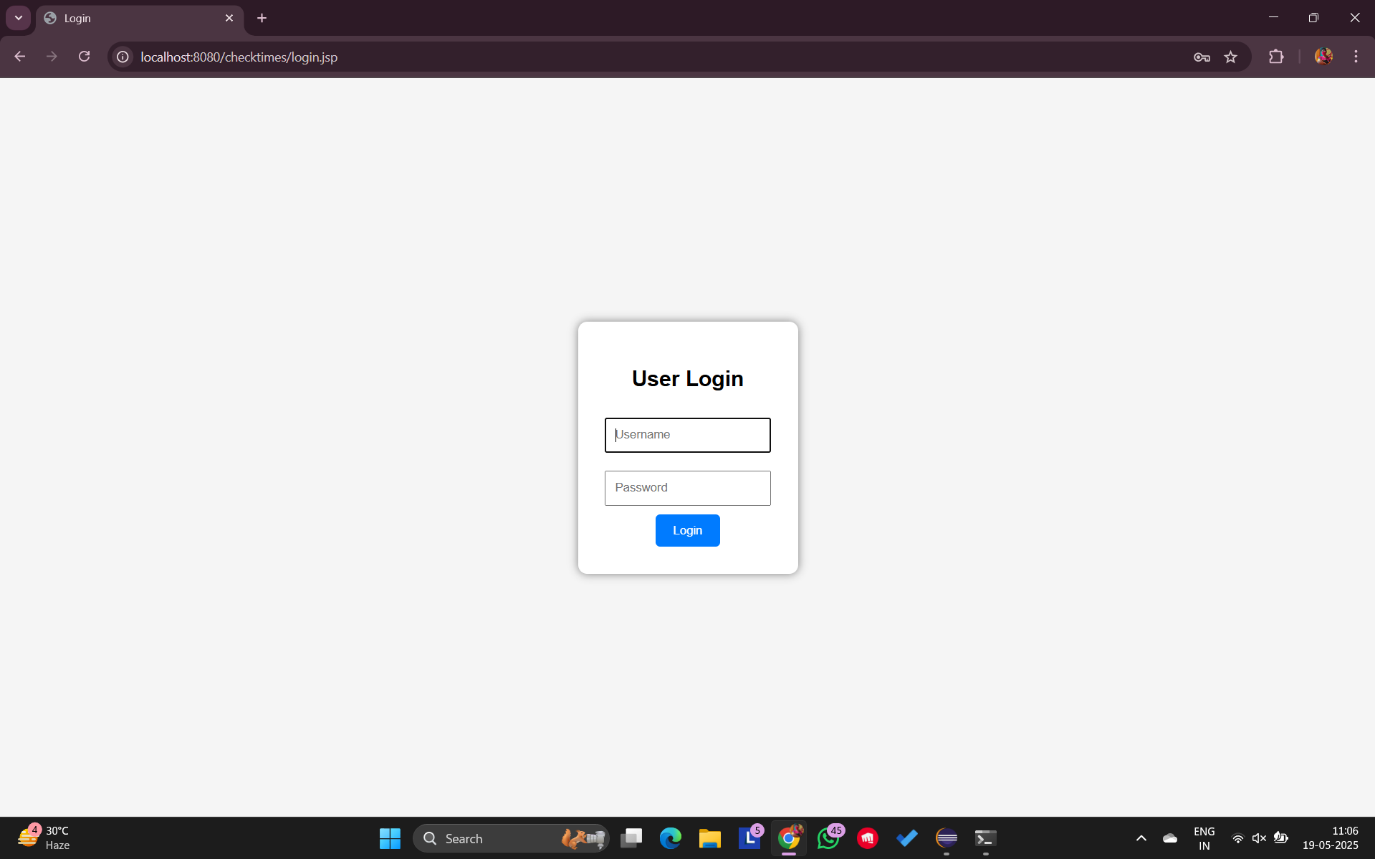 Login
localhost:8080/checktimes/login.jsp
User Login
Username
Password
Login
4
30°C
Haze
Search
L
5
45
ENG
IN
11:06
19-05-2025